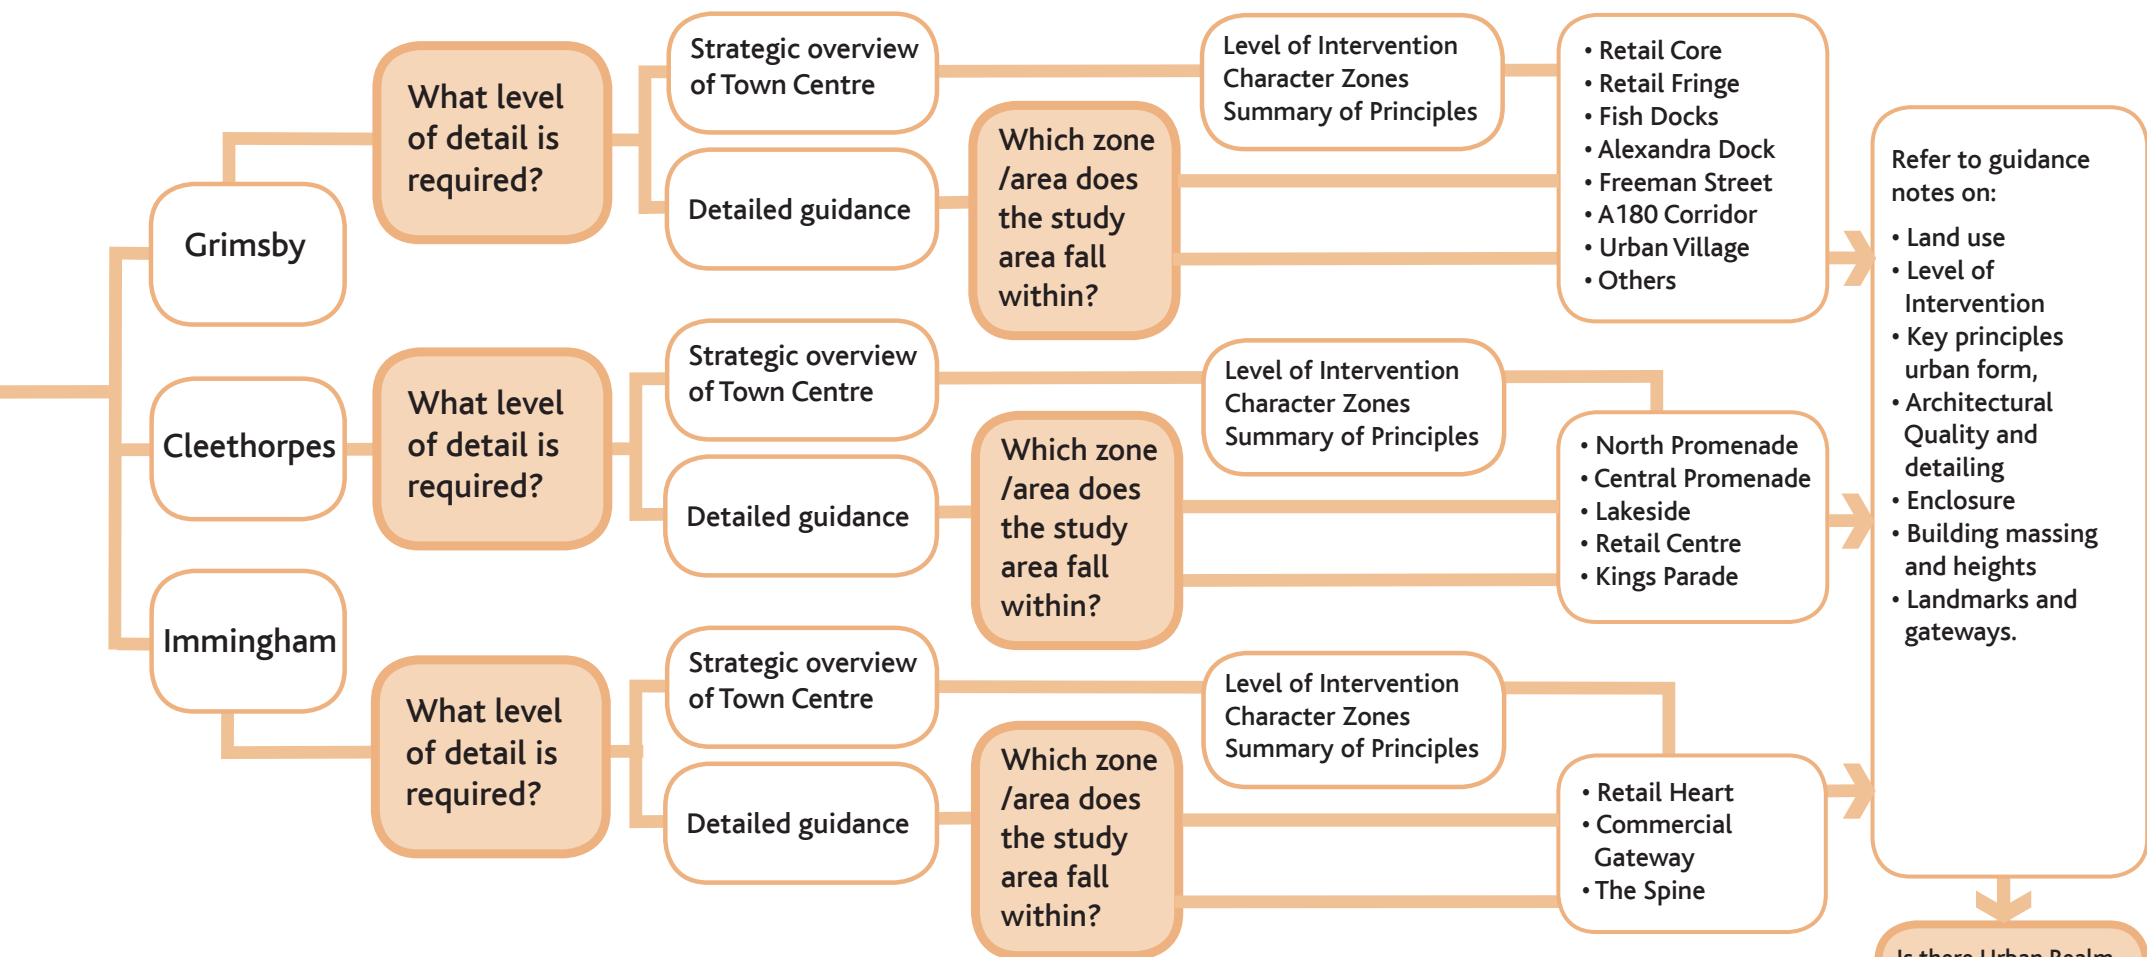 Grimsby
What level
of detail is
required?
Strategic overview
of Town Centre
Detailed guidance
Which zone
/area does
the study
area fall
within?
Level of Intervention
Character Zones
Summary of Principles
• Retail Core
• Retail Fringe
• Fish Docks
• Alexandra Dock
• Freeman Street
• A180 Corridor
• Urban Village
• Others
Cleethorpes
What level
of detail is
required?
Strategic overview
of Town Centre
Detailed guidance
Which zone
/area does
the study
area fall
within?
Level of Intervention
Character Zones
Summary of Principles
• North Promenade
• Central Promenade
• Lakeside
• Retail Centre
• Kings Parade
Immingham
What level
of detail is
required?
Strategic overview
of Town Centre
Detailed guidance
Which zone
/area does
the study
area fall
within?
Level of Intervention
Character Zones
Summary of Principles
• Retail Heart
• Commercial
Gateway
• The Spine
Refer to guidance
notes on:
• Land use
• Level of
Intervention
• Key principles
urban form,
• Architectural
Quality and
detailing
• Enclosure
• Building massing
and heights
• Landmarks and
gateways.
Is there Urban Realm